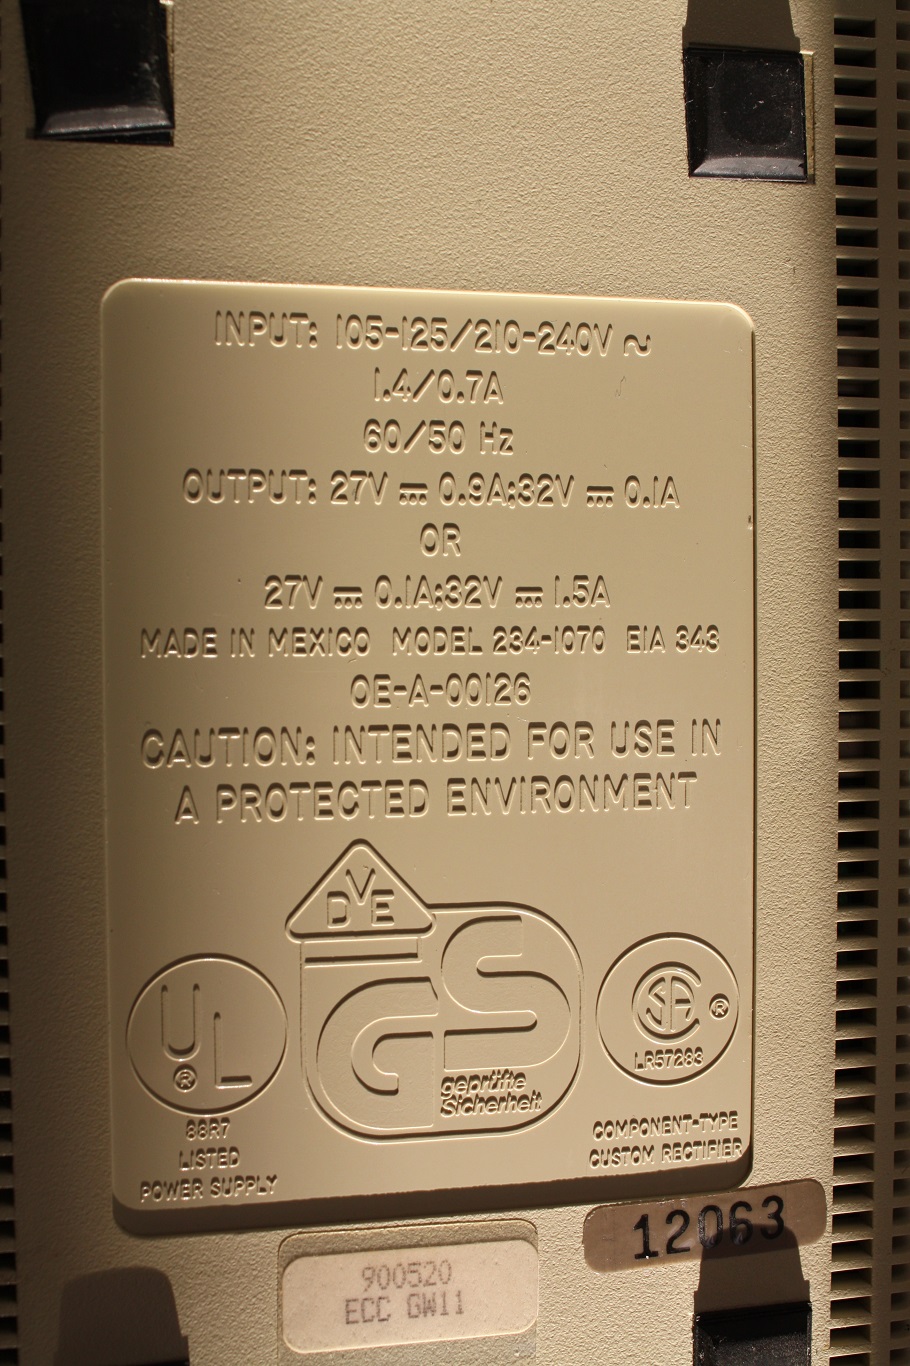 INPUT: 105-125/210-240V ~
1.4/0.7A
60/50 Hz
OUTPUT: 27V ⎓ 0.9A;32V ⎓ 0.1A
OR
27V ⎓ 0.1A;32V ⎓ 1.5A
MADE IN MEXICO MODEL 234-1070 EIA 343
OE-A-00126
CAUTION: INTENDED FOR USE IN
A PROTECTED ENVIRONMENT
DVE
GS
geprüfte
Sicherheit
UL ®
88R7
LISTED
POWER SUPPLY
CSA ®
LR57283
COMPONENT-TYPE
CUSTOM RECTIFIER
12063
900520
ECC GW11